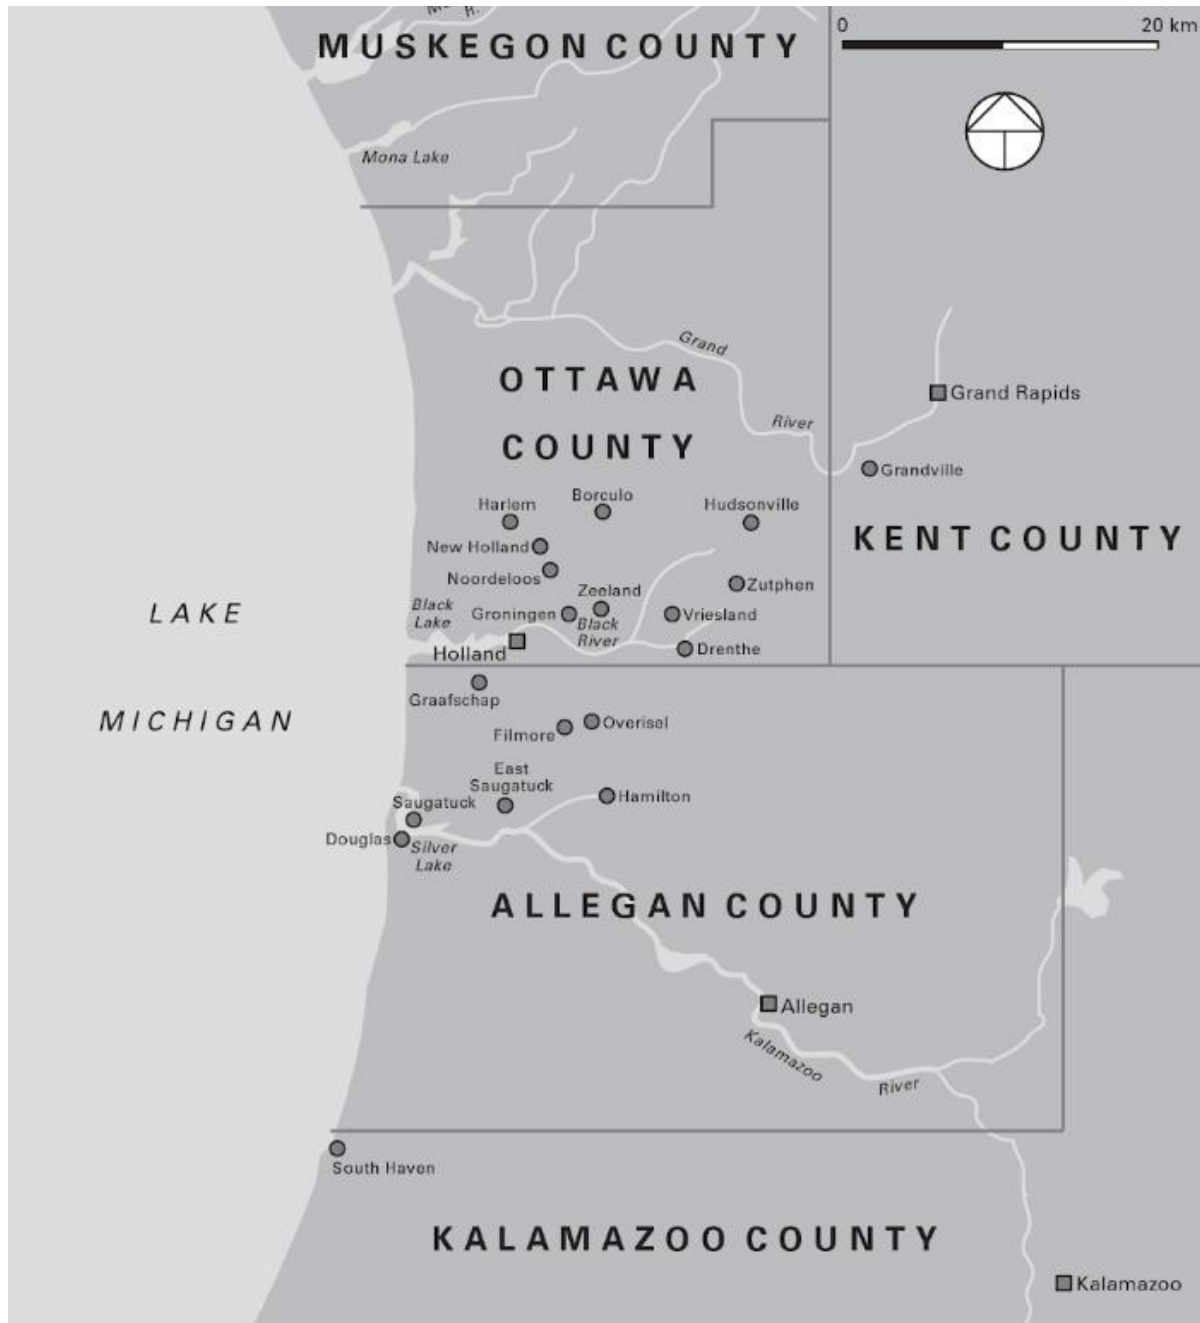 R.
MUSKEGON COUNTY
0
20 km
Mona Lake
Grand
River
OTTAWA
COUNTY
Grand Rapids
Grandville
KENT COUNTY
Harlem
Borculo
Hudsonville
New Holland
Noordeloos
Zeeland
Zutphen
Black
Lake
Groningen
Black
River
Vriesland
Holland
Drenthe
LAKE
MICHIGAN
Graafschap
Filmore
Overisel
East
Saugatuck
Hamilton
Saugatuck
Douglas
Silver
Lake
ALLEGAN COUNTY
Allegan
Kalamazoo
River
South Haven
KALAMAZOO COUNTY
Kalamazoo